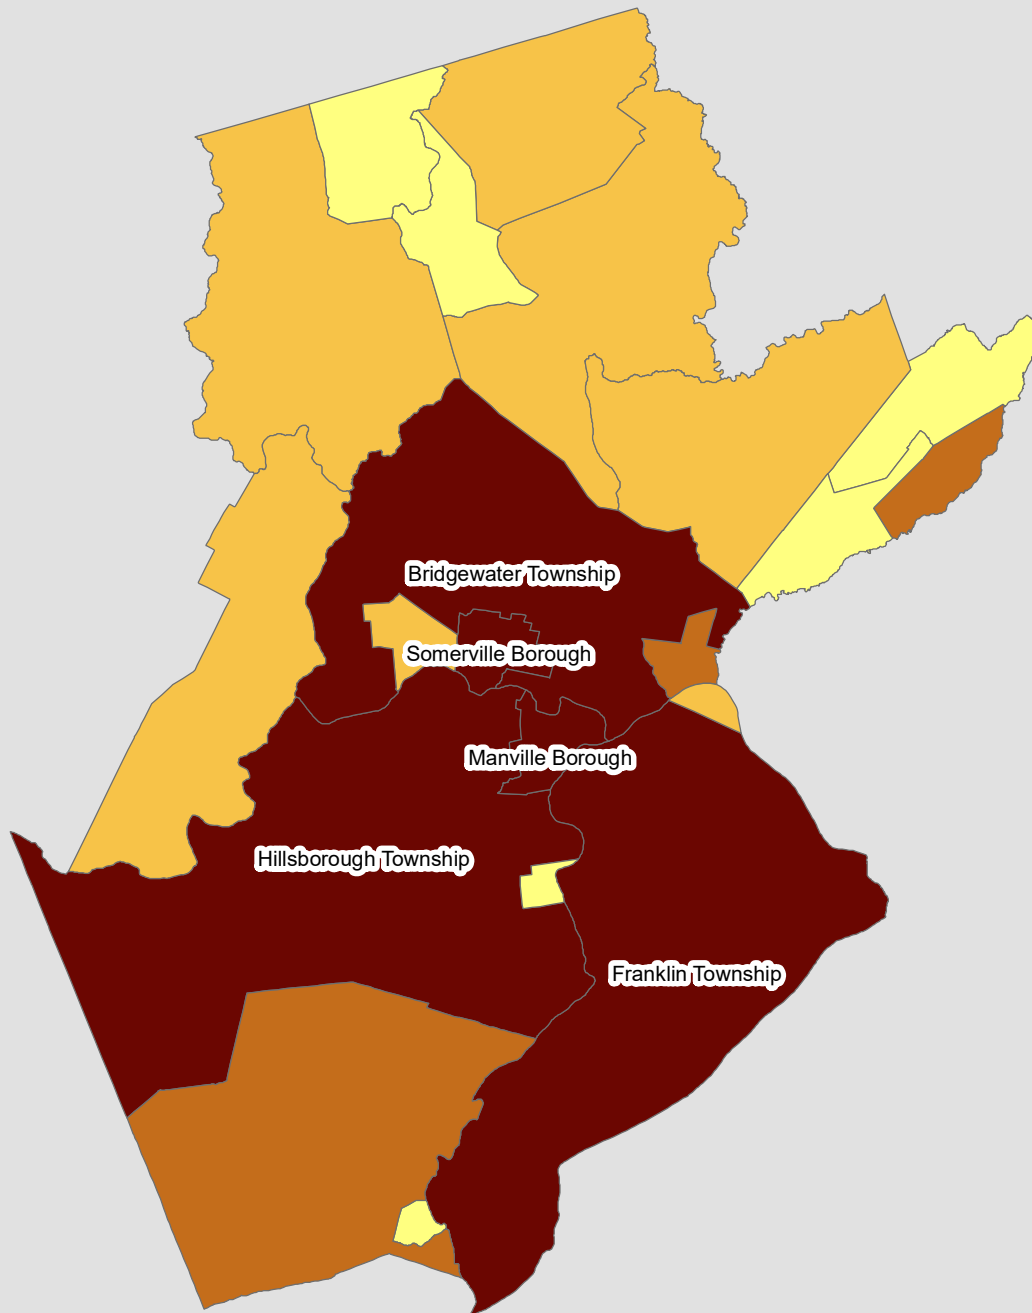 Bridgewater Township
Somerville Borough
Manville Borough
Hillsborough Township
Franklin Township